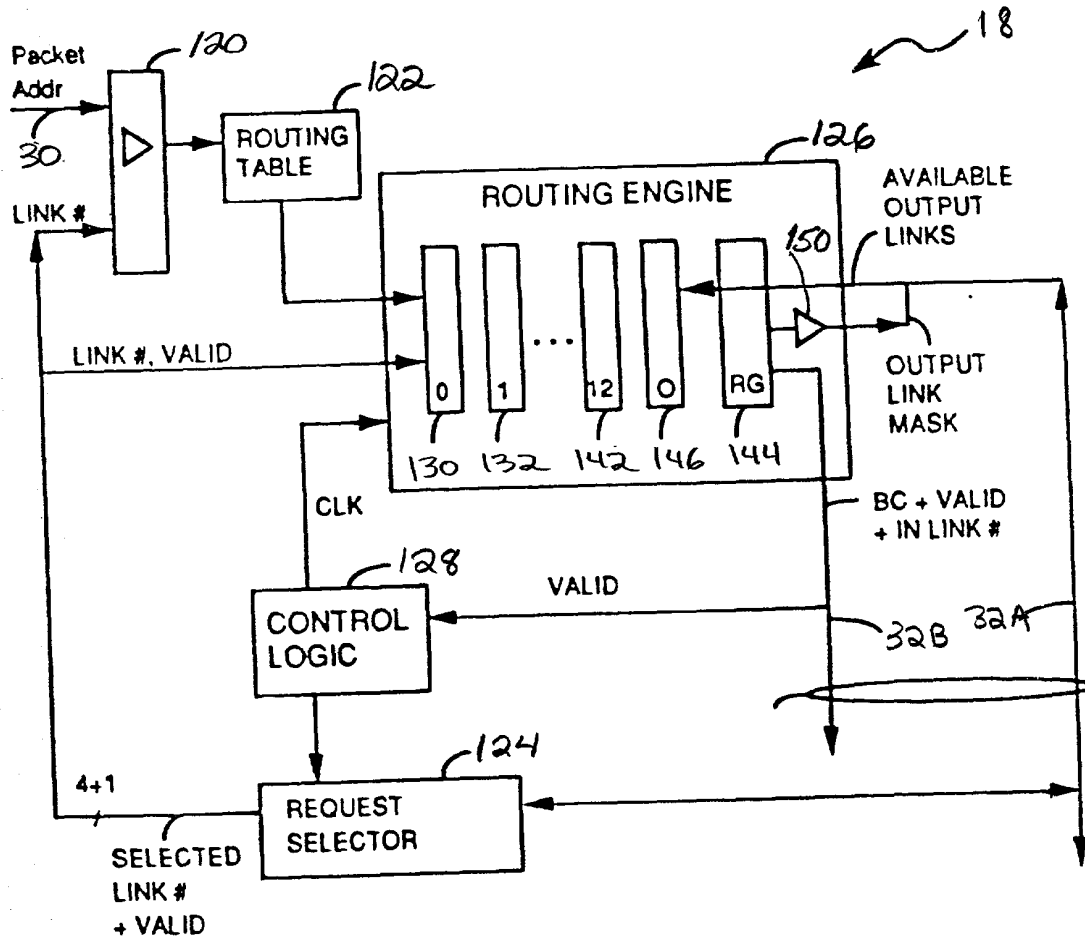 18
120
Packet
Addr
30
122
ROUTING
TABLE
126
ROUTING ENGINE
AVAILABLE
OUTPUT
LINKS
LINK #
150
LINK #, VALID
...
0
1
12
O
RG
OUTPUT
LINK
MASK
130
132
142
146
144
CLK
BC + VALID
+ IN LINK #
128
VALID
CONTROL
LOGIC
32B
32A
124
4+1
REQUEST
SELECTOR
SELECTED
LINK #
+ VALID